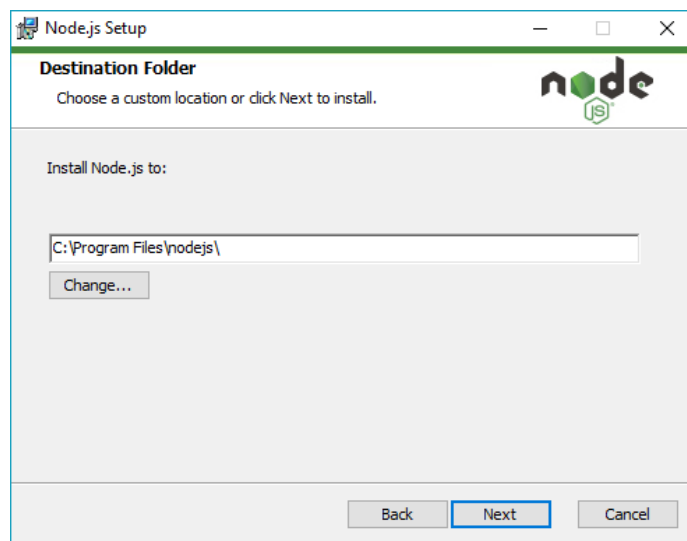 Node.js Setup
Destination Folder
Choose a custom location or click Next to install.
node
JS
Install Node.js to:
C:\Program Files\nodejs\
Change...
Back Next Cancel